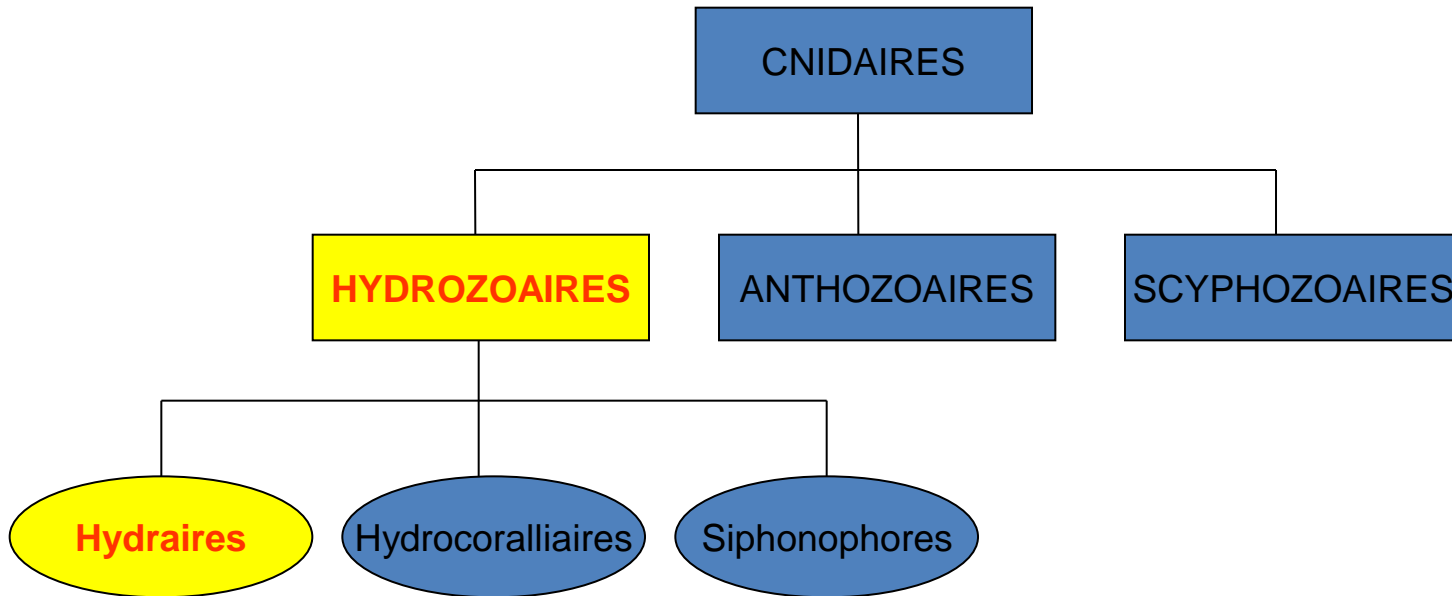 CNIDAIRES
HYDROZOAIRES
ANTHOZOAIRES
SCYPHOZOAIRES
Hydraires
Hydrocoralliaires
Siphonophores